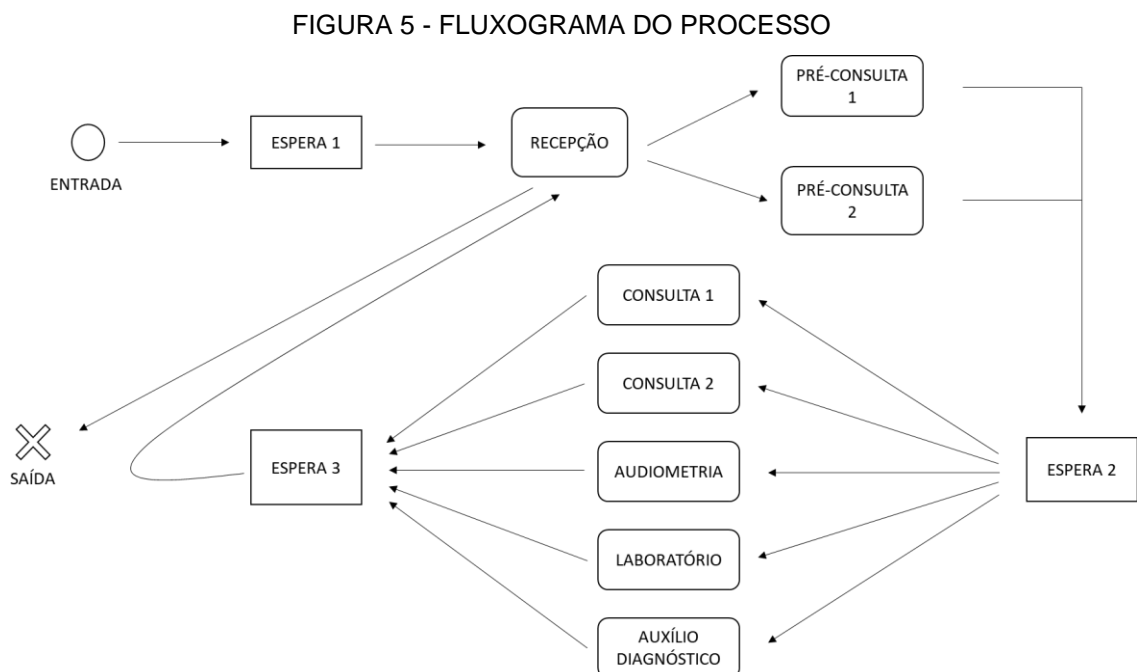 FIGURA 5 - FLUXOGRAMA DO PROCESSO
ENTRADA
ESPERA 1
RECEPÇÃO
PRÉ-CONSULTA
1
PRÉ-CONSULTA
2
CONSULTA 1
CONSULTA 2
AUDIOMETRIA
LABORATÓRIO
AUXÍLIO
DIAGNÓSTICO
ESPERA 2
ESPERA 3
SAÍDA